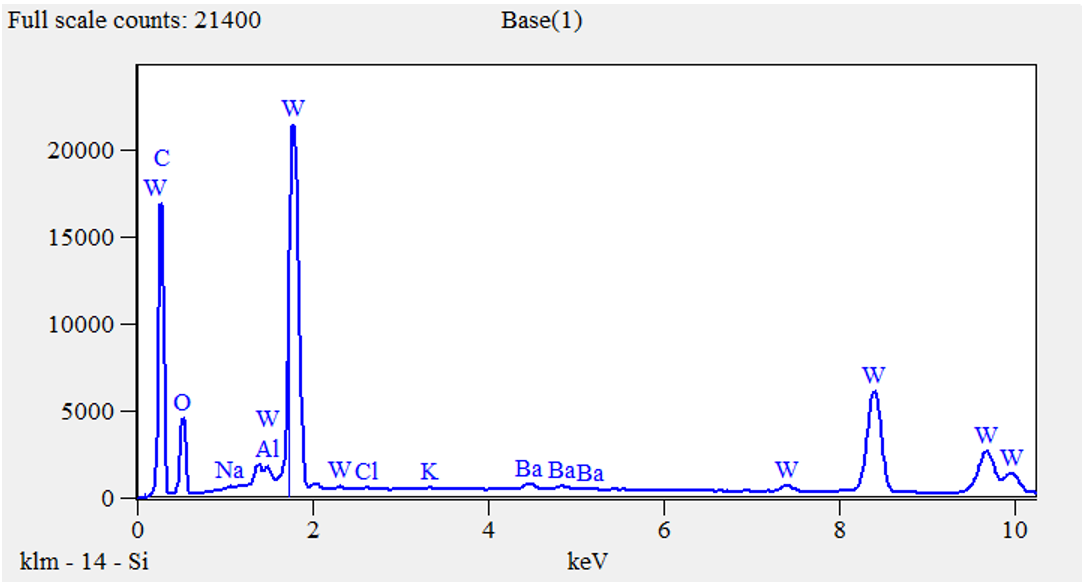 Full scale counts: 21400 Base(1)
W
20000
C
W
15000
10000
W
5000
O
W
W
Al
W
Na
W Cl
K
Ba Ba Ba
W
0
0 2 4 6 8 10
klm - 14 - Si
keV